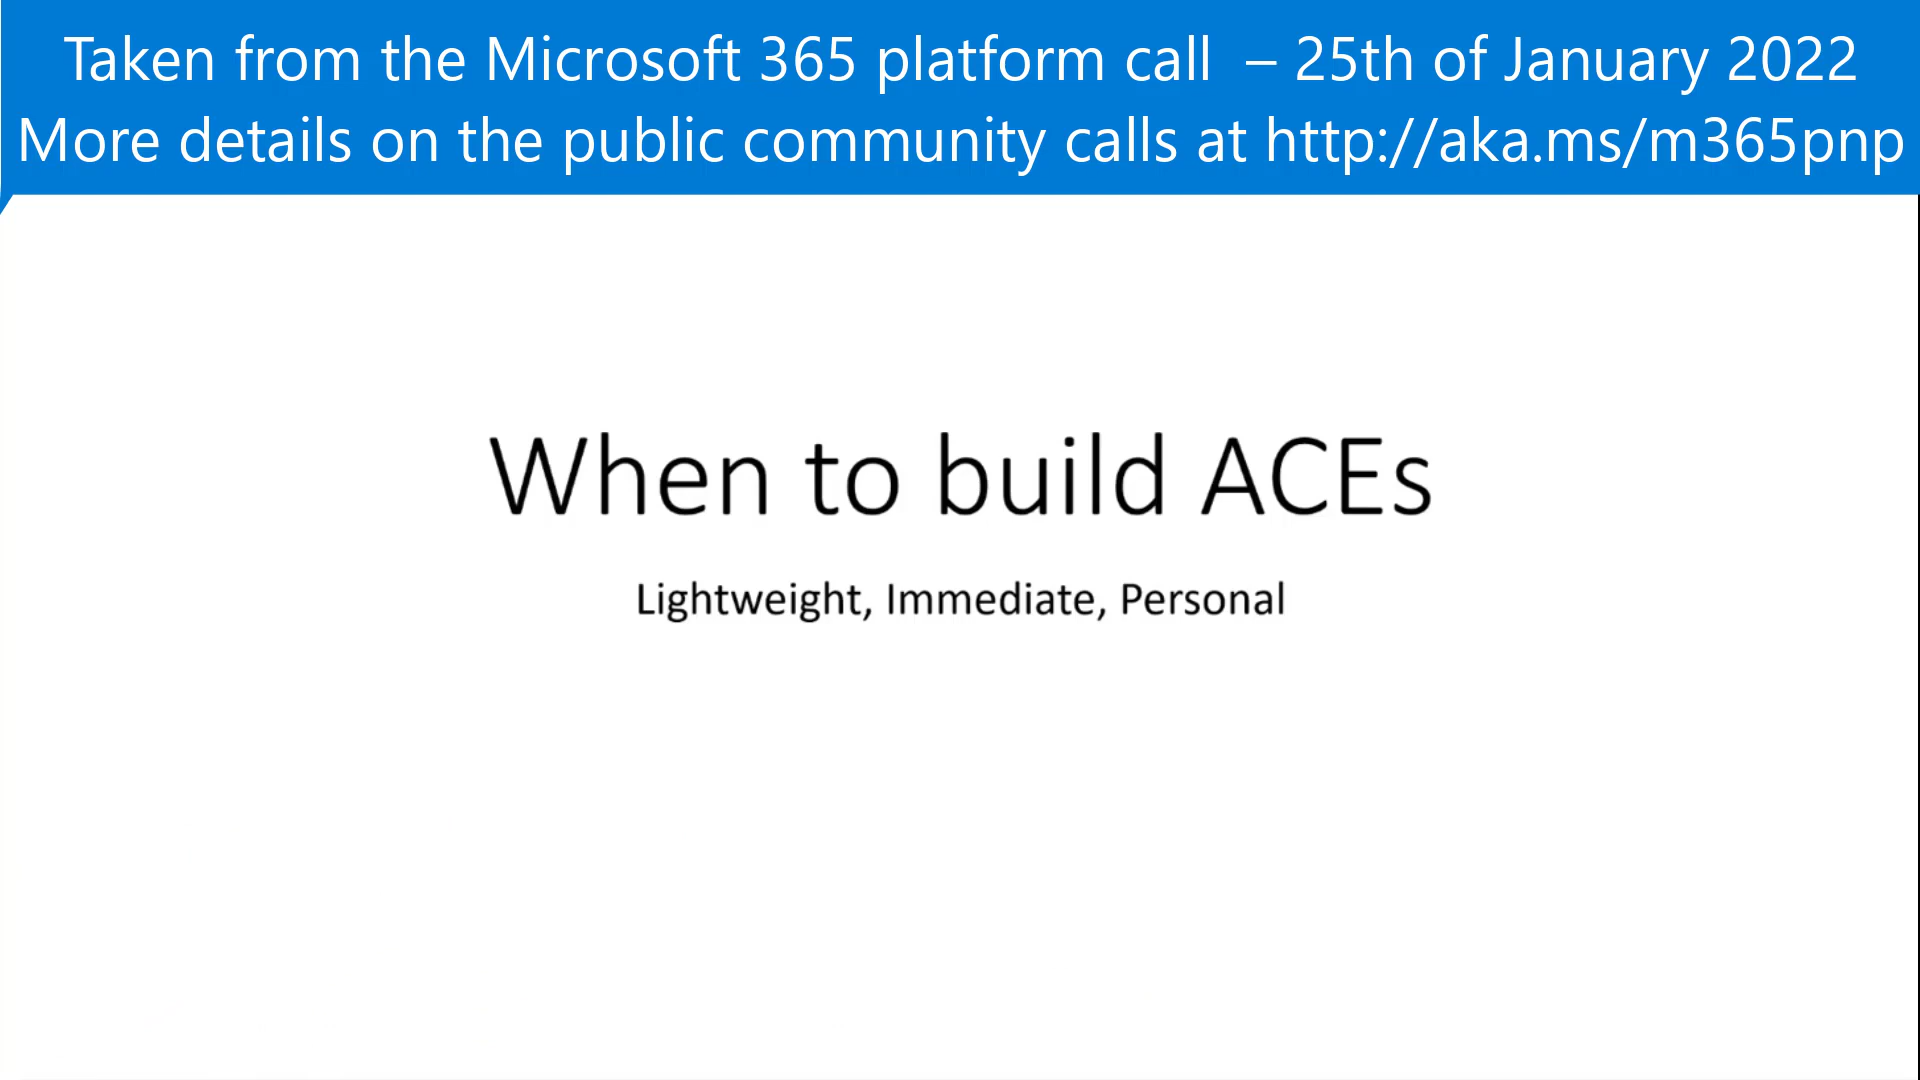 Taken from the Microsoft 365 platform call – 25th of January 2022
More details on the public community calls at http://aka.ms/m365pnp
When to build ACEs
Lightweight, Immediate, Personal